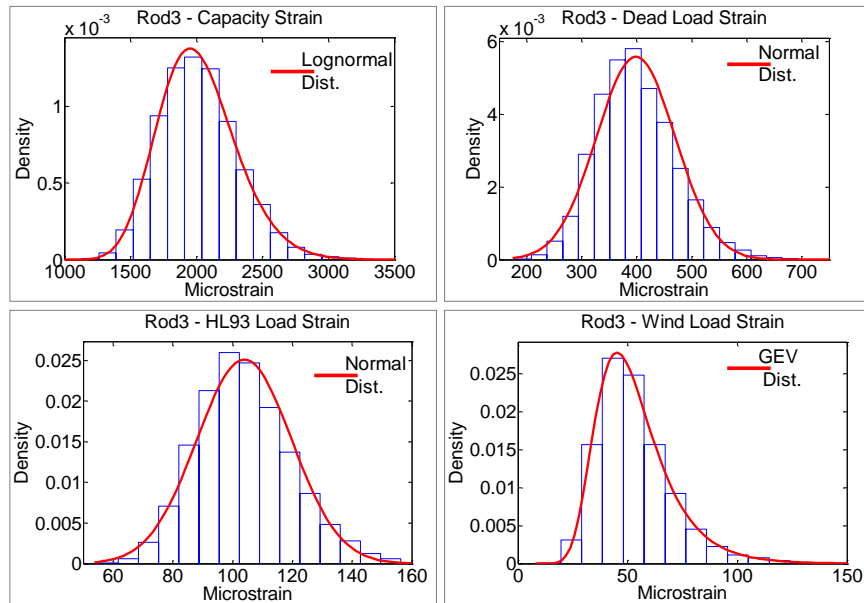 Rod3 - Capacity Strain
x 10^-3
Lognormal
Dist.
Density
1
0.5
0
1000 1500 2000 2500 3000 3500
Microstrain
Rod3 - Dead Load Strain
x 10^-3
Normal
Dist.
Density
6
4
2
0
200 300 400 500 600 700
Microstrain
Rod3 - HL93 Load Strain
Normal
Dist.
Density
0.025
0.02
0.015
0.01
0.005
0
60 80 100 120 140 160
Microstrain
Rod3 - Wind Load Strain
GEV
Dist.
Density
0.025
0.02
0.015
0.01
0.005
0
0 50 100 150
Microstrain